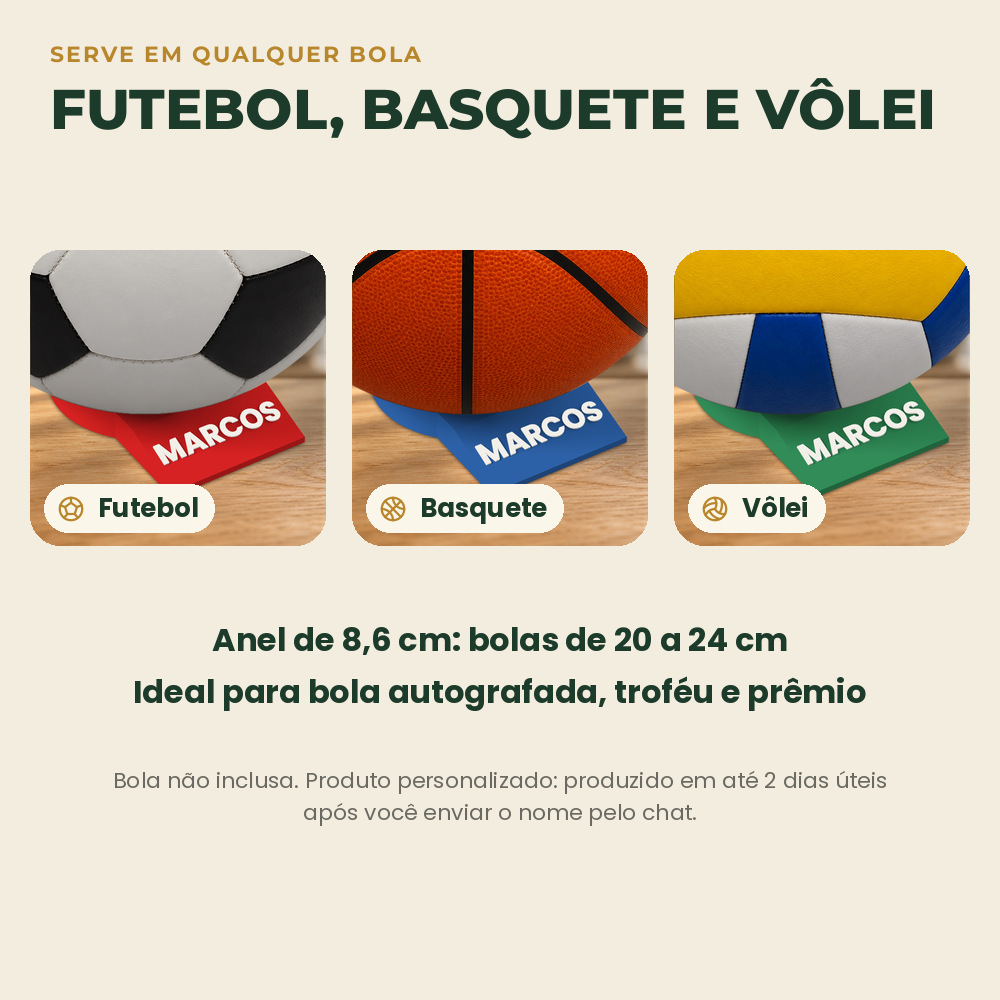 SERVE EM QUALQUER BOLA
FUTEBOL, BASQUETE E VÔLEI
MARCOS
MARCOS
MARCOS
Futebol
Basquete
Vôlei
Anel de 8,6 cm: bolas de 20 a 24 cm
Ideal para bola autografada, troféu e prêmio
Bola não inclusa. Produto personalizado: produzido em até 2 dias úteis
após você enviar o nome pelo chat.